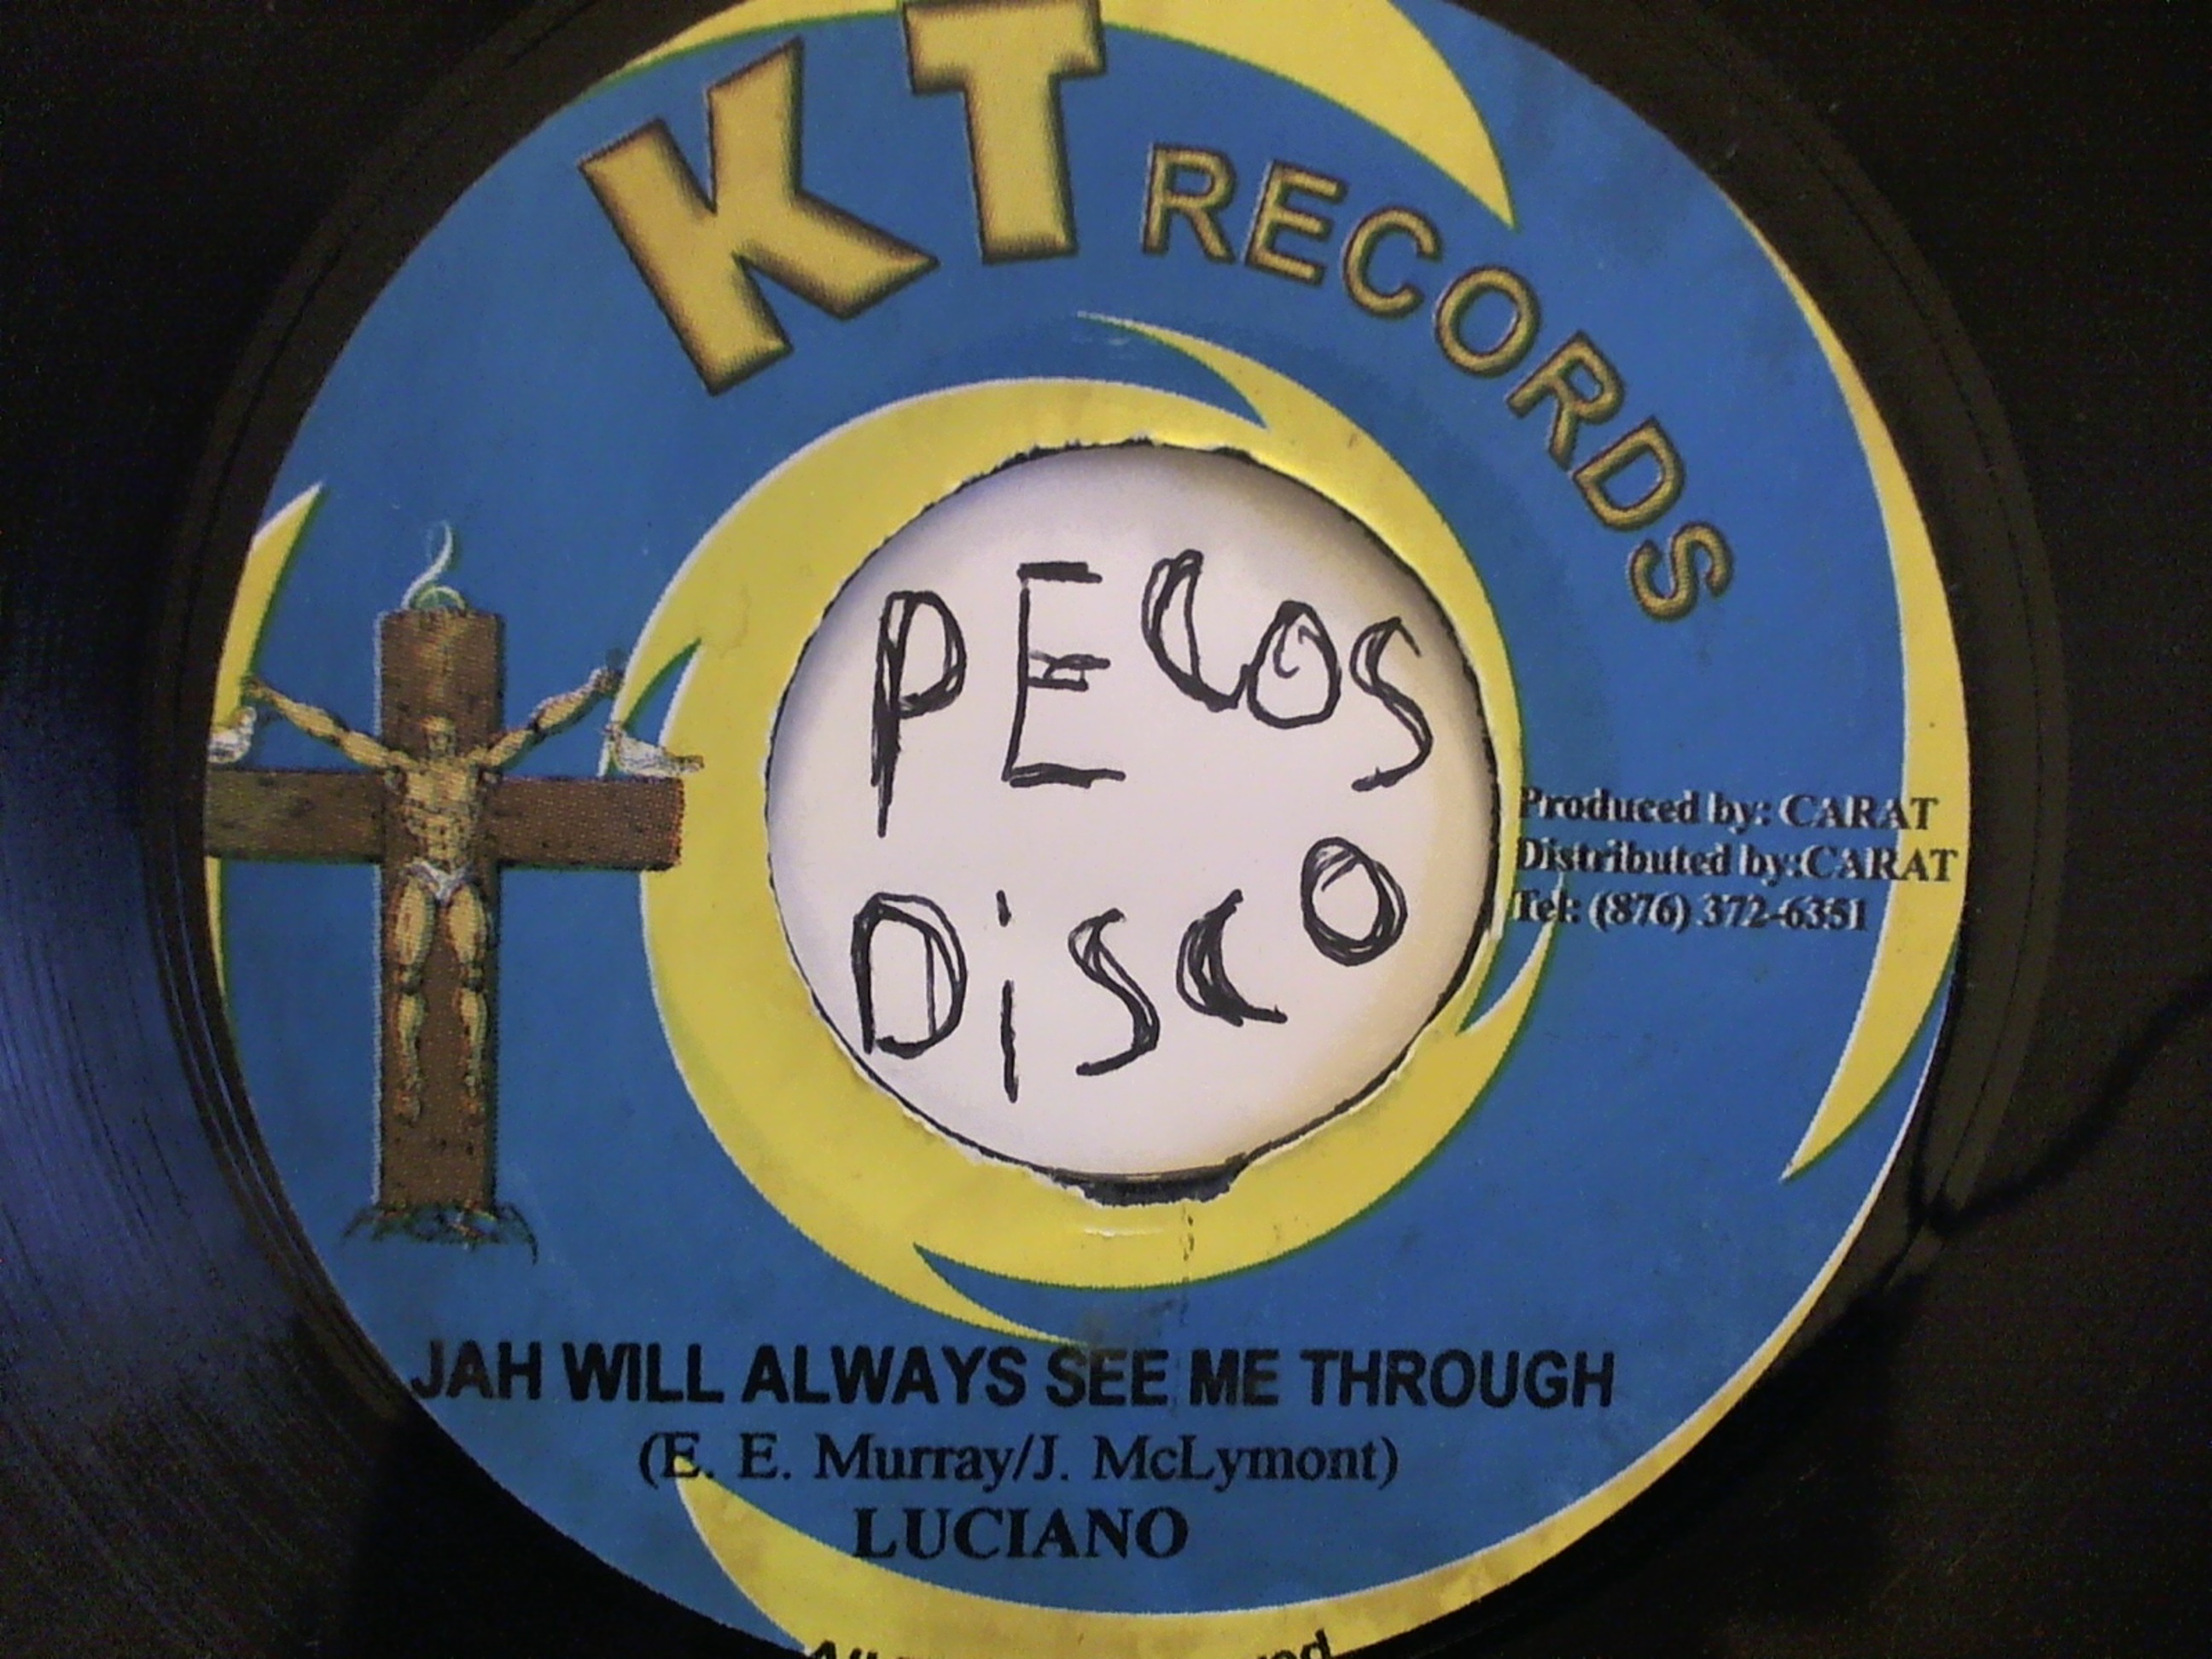 KT RECORDS
PECOS
DisCO
Produced by: CARAT
Distributed by:CARAT
Tel: (876) 372-6351
JAH WILL ALWAYS SEE ME THROUGH
(E. E. Murray/J. McLymont)
LUCIANO